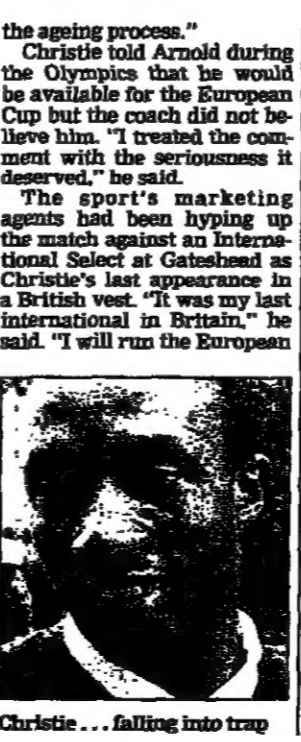 the ageing process."
Christie told Arnold during
the Olympics that he would
be available for the European
Cup but the coach did not be-
lieve him. "I treated the com-
ment with the seriousness it
deserved," he said.
The sport's marketing
agents had been hyping up
the match against an Interna-
tional Select at Gateshead as
Christie's last appearance in
a British vest. "It was my last
international in Britain," he
said. "I will run the European
Christie... falling into trap